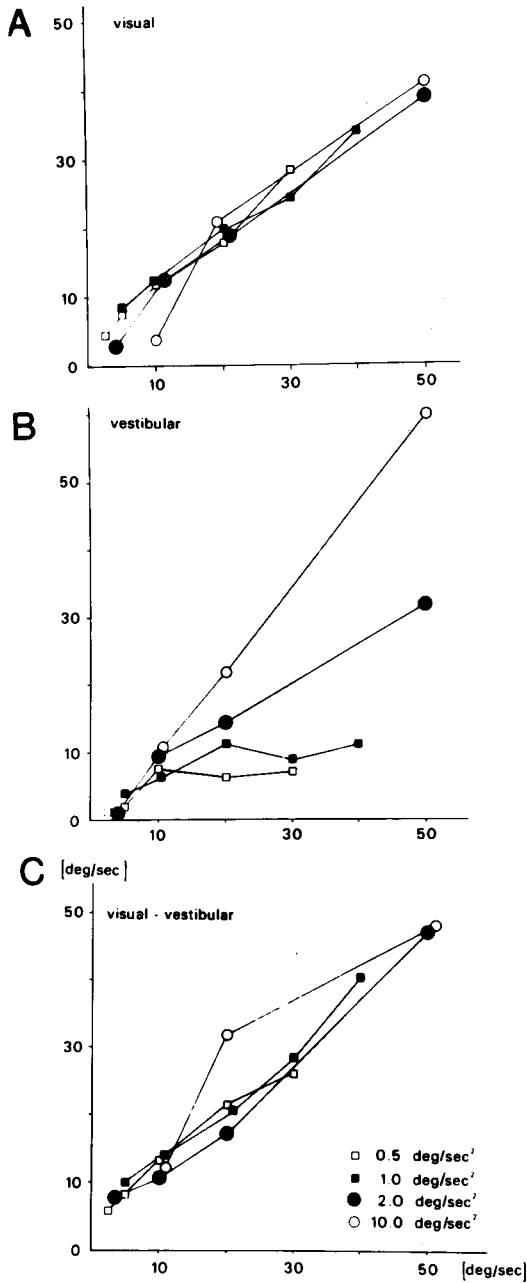 A
visual
50
30
10
0
10
30
50
B
vestibular
50
30
10
0
10
30
50
C
[deg/sec]
visual - vestibular
50
30
10
0
□ 0.5 deg/sec²
■ 1.0 deg/sec²
● 2.0 deg/sec²
○ 10.0 deg/sec²
10
30
50
[deg/sec]